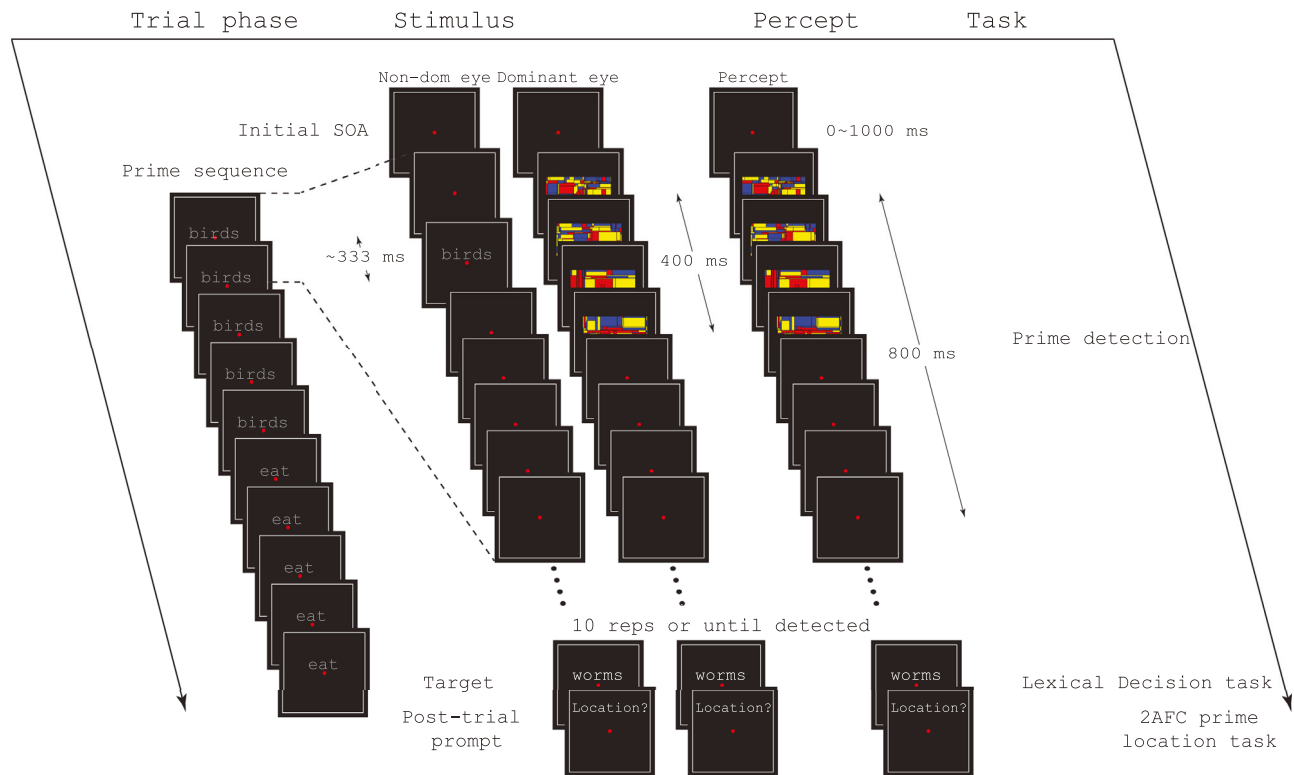 Trial phase
Stimulus
Percept
Task
Non-dom eye
Dominant eye
Percept
Initial SOA
0~1000 ms
Prime sequence
birds
birds
birds
birds
birds
eat
eat
eat
eat
eat
~333 ms
birds
400 ms
800 ms
Prime detection
10 reps or until detected
Target
worms
worms
worms
Lexical Decision task
Post-trial
prompt
Location?
Location?
Location?
2AFC prime
location task